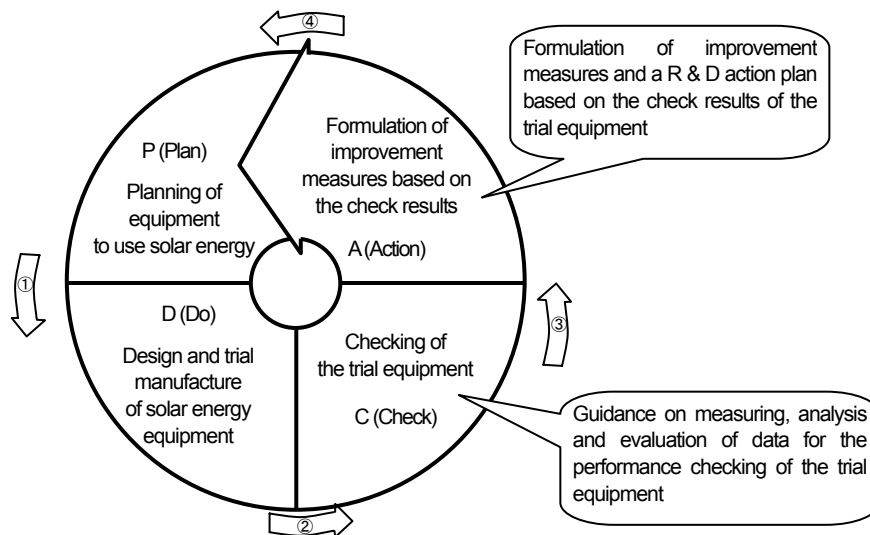 ④
Formulation of improvement
measures and a R & D action plan
based on the check results of the
trial equipment
P (Plan)
Planning of
equipment
to use solar energy
Formulation of
improvement
measures based on
the check results
A (Action)
①
D (Do)
Design and trial
manufacture
of solar energy
equipment
Checking of
the trial equipment
C (Check)
③
Guidance on measuring, analysis
and evaluation of data for the
performance checking of the trial
equipment
②